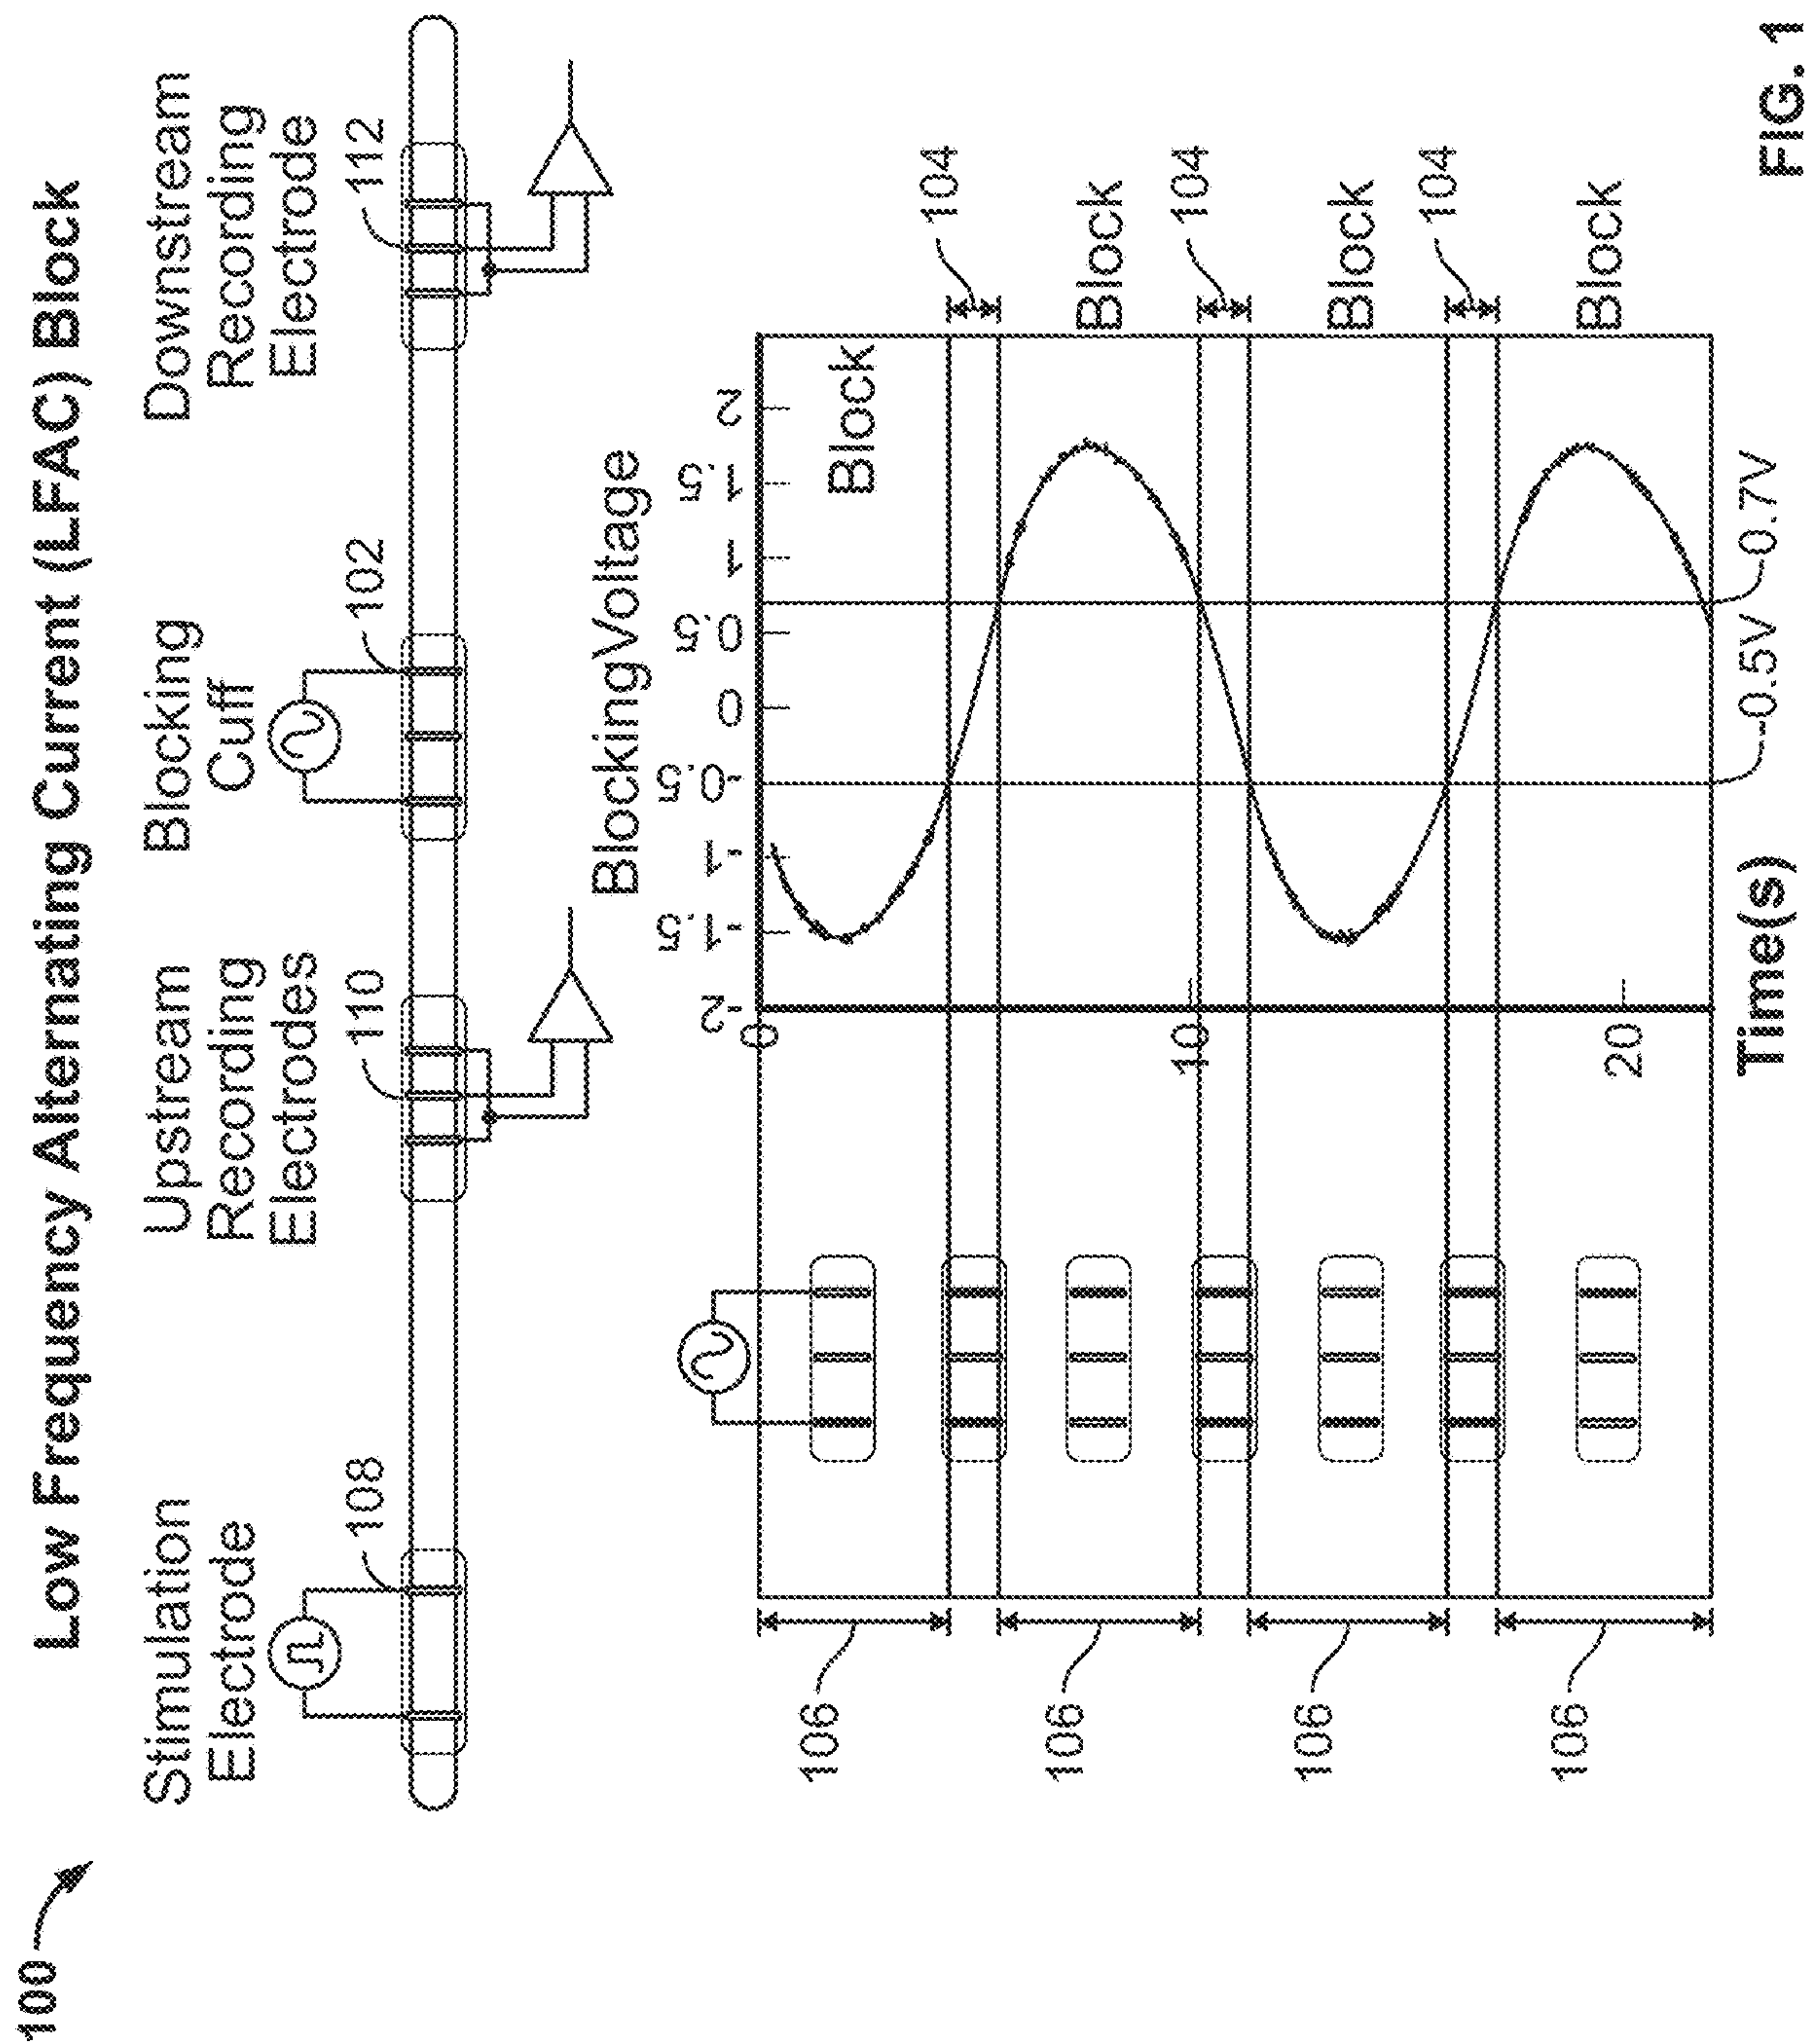 100
Low Frequency Alternating Current (LFAC) Block
Stimulation
Electrode
108
Upstream
Recording
Electrodes
110
Blocking
Cuff
102
Downstream
Recording
Electrode
112
BlockingVoltage
-2
-1.5
-1
-0.5
0
0.5
1
1.5
2
0
10
20
Time(s)
Block
104
Block
104
Block
104
Block
106
106
106
106
-0.5V
0.7V
FIG. 1